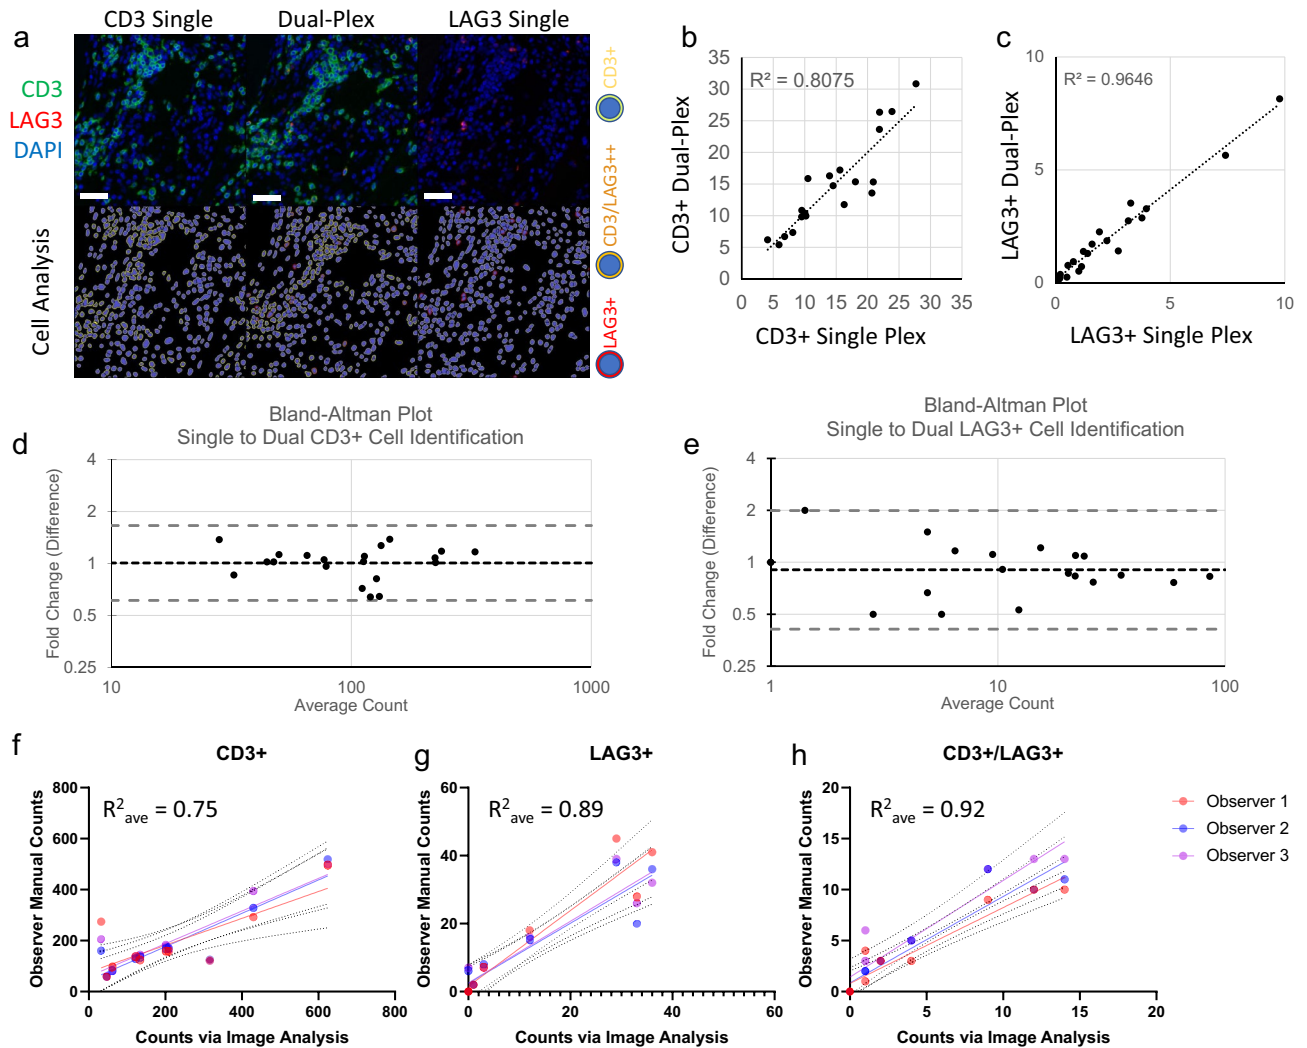 a
CD3 Single
Dual-Plex
LAG3 Single
CD3
LAG3
DAPI
Cell Analysis
CD3+
CD3/LAG3++
LAG3+
b
R² = 0.8075
CD3+ Dual-Plex
35
30
25
20
15
10
5
0
0 5 10 15 20 25 30 35
CD3+ Single Plex
c
R² = 0.9646
LAG3+ Dual-Plex
10
5
0
0 5 10
LAG3+ Single Plex
d
Bland-Altman Plot
Single to Dual CD3+ Cell Identification
Fold Change (Difference)
4
2
1
0.5
0.25
10 100 1000
Average Count
e
Bland-Altman Plot
Single to Dual LAG3+ Cell Identification
Fold Change (Difference)
4
2
1
0.5
0.25
1 10 100
Average Count
f
CD3+
R²ave = 0.75
Observer Manual Counts
800
600
400
200
0
0 200 400 600 800
Counts via Image Analysis
g
LAG3+
R²ave = 0.89
Observer Manual Counts
60
40
20
0
0 20 40 60
Counts via Image Analysis
h
CD3+/LAG3+
R²ave = 0.92
Observer Manual Counts
20
15
10
5
0
0 5 10 15 20
Counts via Image Analysis
Observer 1
Observer 2
Observer 3